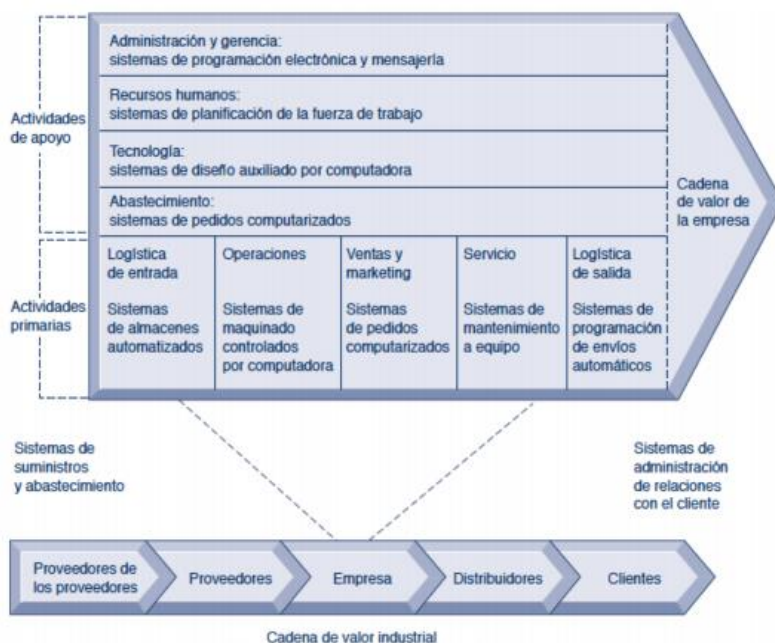 Administración y gerencia:
sistemas de programación electrónica y mensajería
Recursos humanos:
sistemas de planificación de la fuerza de trabajo
Actividades
de apoyo
Tecnología:
sistemas de diseño auxiliado por computadora
Abastecimiento:
sistemas de pedidos computarizados
Cadena
de valor de
la empresa
Actividades
primarias
Logística
de entrada
Sistemas
de almacenes
automatizados
Operaciones
Sistemas de
maquinado
controlados
por computadora
Ventas y
marketing
Sistemas
de pedidos
computarizados
Servicio
Sistemas de
mantenimiento
a equipo
Logística
de salida
Sistemas de
programación
de envíos
automáticos
Sistemas de
suministros
y abastecimiento
Sistemas de
administración
de relaciones
con el cliente
Proveedores de
los proveedores
Proveedores
Empresa
Distribuidores
Clientes
Cadena de valor industrial